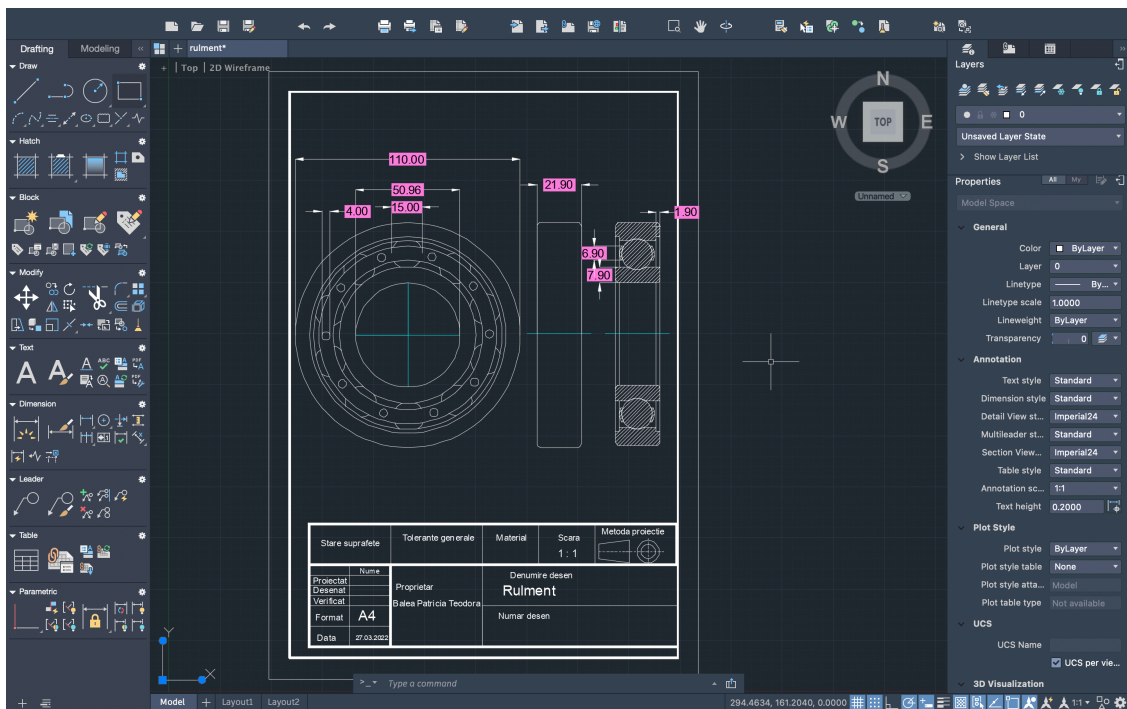 Drafting Modeling
rulment*
+ Top 2D Wireframe
Draw
Hatch
Block
Modify
Text
Dimension
Leader
Table
Parametric
110.00
50.96
15.00
4.00
21.90
1.90
6.90
7.90
N
W TOP E
S
Unnamed
Stare suprafete
Tolerante generale
Material
Scara
1 : 1
Metoda proiectie
Nume
Proiectat
Desenat
Verificat
Format A4
Data 27.03.2022
Proprietar
Balea Patricia Teodora
Denumire desen
Rulment
Numar desen
Y
X
>_ Type a command
Model + Layout1 Layout2
294.4634, 161.2040, 0.0000
1:1
Layers
0
Unsaved Layer State
> Show Layer List
Properties All My
Model Space
General
Color ByLayer
Layer 0
Linetype By...
Linetype scale 1.0000
Lineweight ByLayer
Transparency 0
Annotation
Text style Standard
Dimension style Standard
Detail View st... Imperial24
Multileader st... Standard
Section View... Imperial24
Table style Standard
Annotation sc... 1:1
Text height 0.2000
Plot Style
Plot style ByLayer
Plot style table None
Plot style atta... Model
Plot table type Not available
UCS
UCS Name
UCS per vie...
3D Visualization